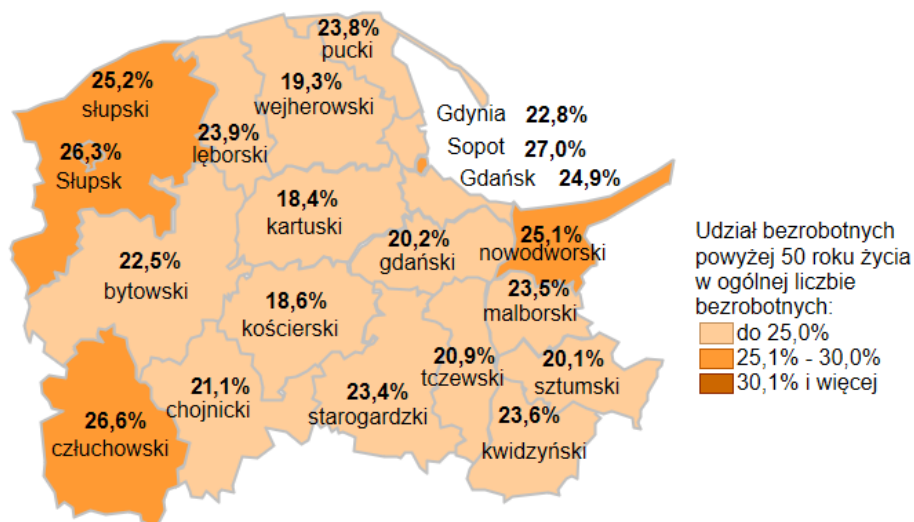 23,8%
pucki
25,2%
słupski
19,3%
wejherowski
Gdynia 22,8%
23,9%
lęborski
Sopot 27,0%
26,3%
Słupsk
Gdańsk 24,9%
18,4%
kartuski
20,2%
gdański
25,1%
nowodworski
22,5%
bytowski
23,5%
malborski
18,6%
kościerski
20,9%
tczewski
20,1%
sztumski
21,1%
chojnicki
23,4%
starogardzki
23,6%
kwidzyński
26,6%
człuchowski
Udział bezrobotnych
powyżej 50 roku życia
w ogólnej liczbie
bezrobotnych:
do 25,0%
25,1% - 30,0%
30,1% i więcej